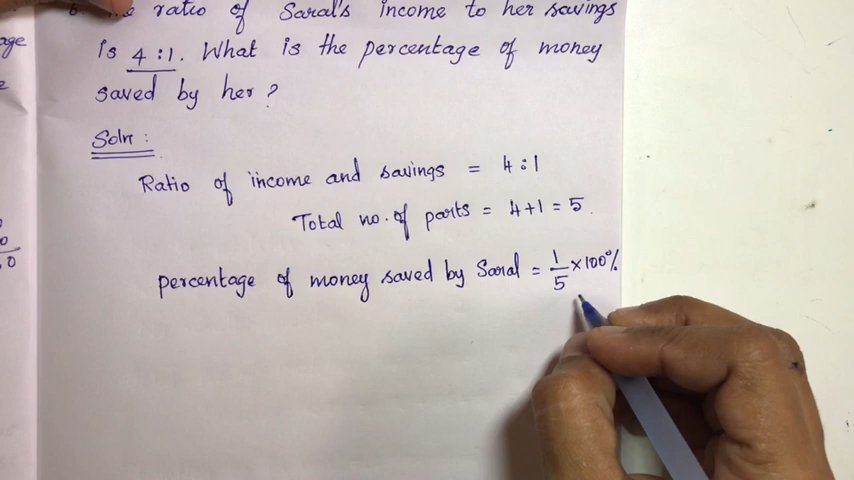 ratio of Saral's income to her savings
is 4:1. What is the percentage of money
saved by her?
Soln:
Ratio of income and savings = 4:1
Total no. of parts = 4+1 = 5.
percentage of money saved by Saral = 1/5 × 100%